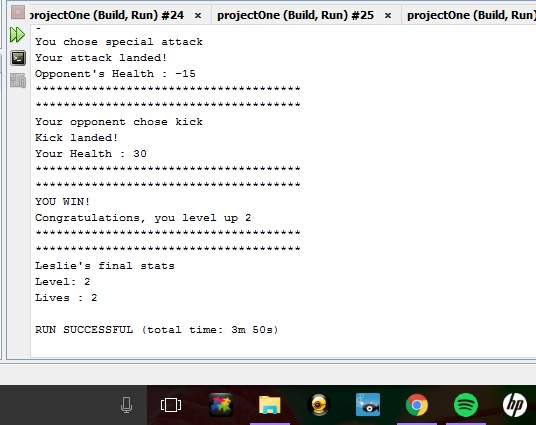 projectOne (Build, Run) #24 × projectOne (Build, Run) #25 × projectOne (Build, Run)
You chose special attack
Your attack landed!
Opponent's Health : -15
**************************************
**************************************
Your opponent chose kick
Kick landed!
Your Health : 30
**************************************
**************************************
YOU WIN!
Congratulations, you level up 2
**************************************
**************************************
Leslie's final stats
Level: 2
Lives : 2
RUN SUCCESSFUL (total time: 3m 50s)
hp